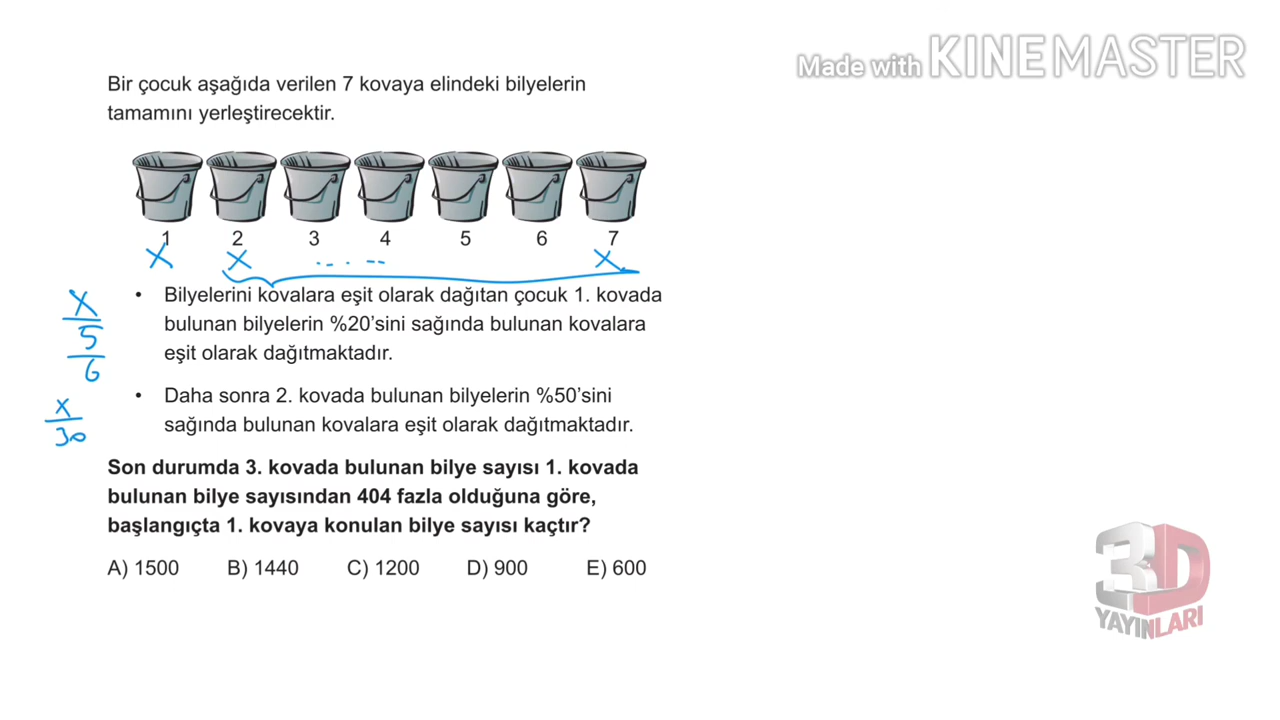 Made with KINEMASTER
Bir çocuk aşağıda verilen 7 kovaya elindeki bilyelerin
tamamını yerleştirecektir.
1 2 3 4 5 6 7
X X ... -- X
• Bilyelerini kovalara eşit olarak dağıtan çocuk 1. kovada
bulunan bilyelerin %20'sini sağında bulunan kovalara
eşit olarak dağıtmaktadır.
X
5
6
• Daha sonra 2. kovada bulunan bilyelerin %50'sini
sağında bulunan kovalara eşit olarak dağıtmaktadır.
x
30
Son durumda 3. kovada bulunan bilye sayısı 1. kovada
bulunan bilye sayısından 404 fazla olduğuna göre,
başlangıçta 1. kovaya konulan bilye sayısı kaçtır?
A) 1500 B) 1440 C) 1200 D) 900 E) 600
3D
YAYINLARI